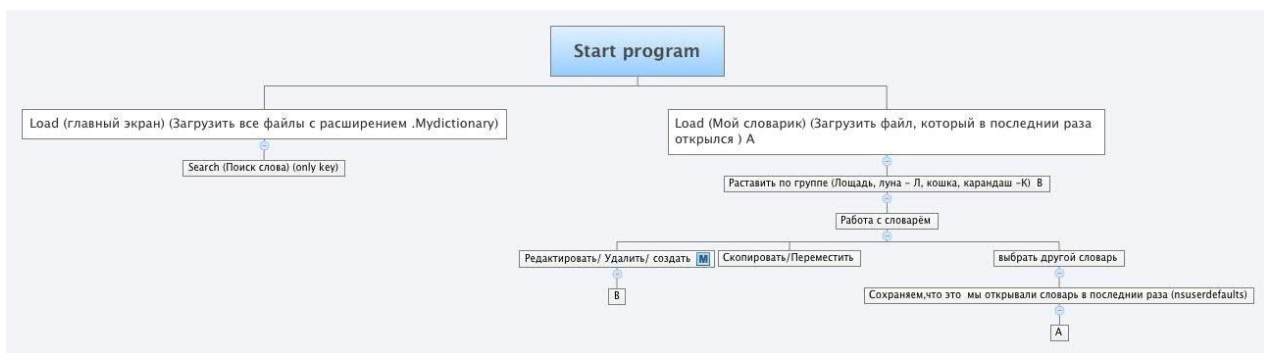 Start program
Load (главный экран) (Загрузить все файлы с расширением .Mydictionary)
Search (Поиск слова) (only key)
Load (Мой словарик) (Загрузить файл, который в последнии раза
открылся ) A
Раставить по группе (Лощадь, луна – Л, кошка, карандаш –К) B
Работа с словарём
Редактировать/ Удалить/ создать M
Скопировать/Переместить
выбрать другой словарь
B
Сохраняем,что это мы открывали словарь в последнии раза (nsuserdefaults)
A